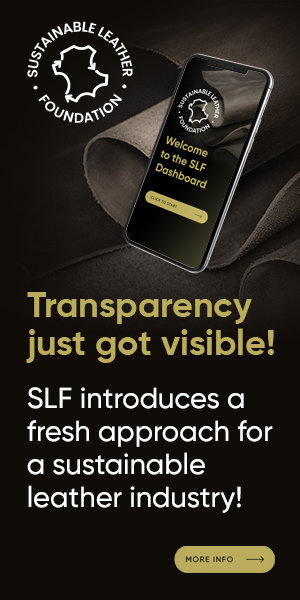 SUSTAINABLE LEATHER
• FOUNDATION •
SUSTAINABLE LEATHER
• FOUNDATION •
Welcome
to the SLF
Dashboard
CLICK TO START
Transparency
just got visible!
SLF introduces a
fresh approach for
a sustainable
leather industry!
MORE INFO